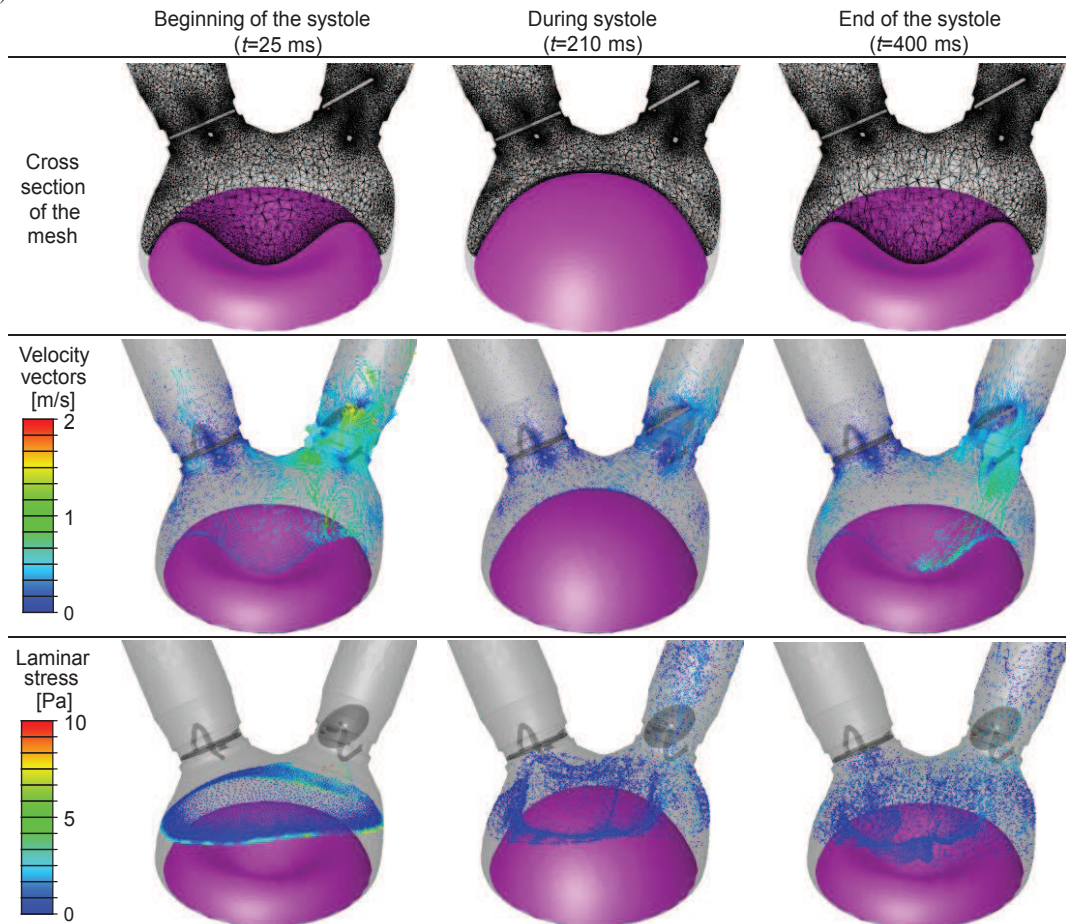 )
Beginning of the systole
(t=25 ms)
During systole
(t=210 ms)
End of the systole
(t=400 ms)
Cross
section
of the
mesh
Velocity
vectors
[m/s]
2
1
0
Laminar
stress
[Pa]
10
5
0